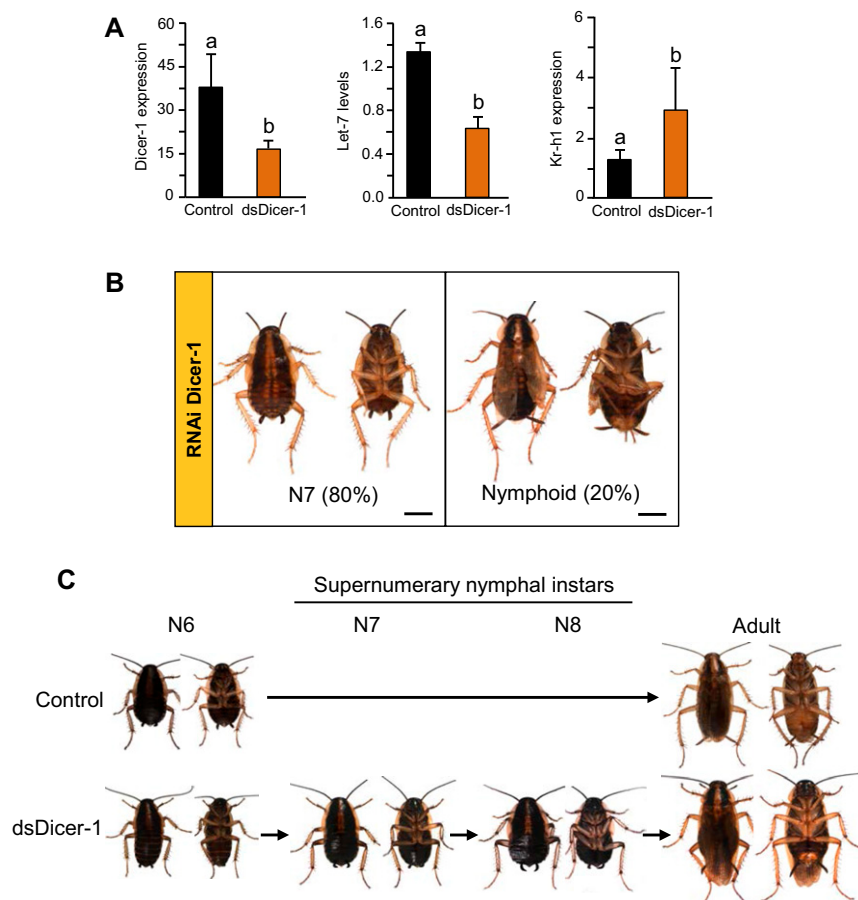 A
Dicer-1 expression
60
45
30
15
0
a
b
Control
dsDicer-1
Let-7 levels
1.6
1.2
0.8
0.4
0.0
a
b
Control
dsDicer-1
Kr-h1 expression
6
4
2
0
a
b
Control
dsDicer-1
B
RNAi Dicer-1
N7 (80%)
Nymphoid (20%)
C
Supernumerary nymphal instars
N6
N7
N8
Adult
Control
dsDicer-1